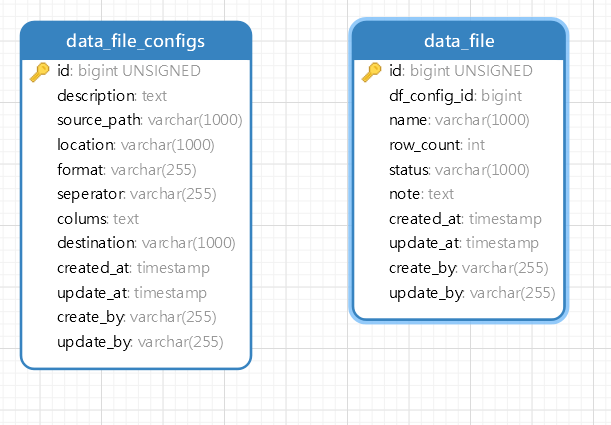 data_file_configs
id: bigint UNSIGNED
description: text
source_path: varchar(1000)
location: varchar(1000)
format: varchar(255)
seperator: varchar(255)
colums: text
destination: varchar(1000)
created_at: timestamp
update_at: timestamp
create_by: varchar(255)
update_by: varchar(255)
data_file
id: bigint UNSIGNED
df_config_id: bigint
name: varchar(1000)
row_count: int
status: varchar(1000)
note: text
created_at: timestamp
update_at: timestamp
create_by: varchar(255)
update_by: varchar(255)